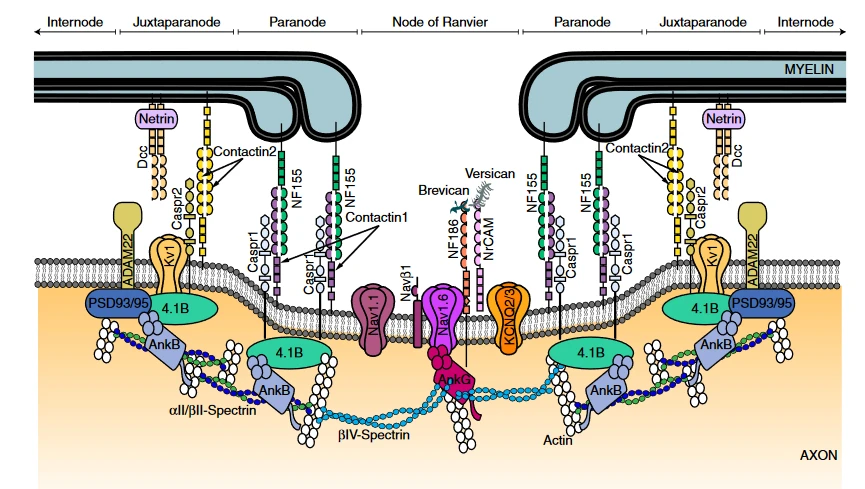 Internode Juxtaparanode Paranode Node of Ranvier Paranode Juxtaparanode Internode
MYELIN
Netrin
Dcc
Contactin2
Caspr2
ADAM22
Kv1
PSD93/95
4.1B
AnkB
αII/βII-Spectrin
NF155
NF155
Contactin1
Caspr1
Caspr1
4.1B
AnkB
βIV-Spectrin
Nav1.1
Navβ1
Nav1.6
AnkG
Brevican
Versican
NF186
NrCAM
KCNQ2/3
NF155
NF155
Caspr1
Caspr1
4.1B
AnkB
Actin
Contactin2
Netrin
Dcc
Caspr2
Kv1
ADAM22
4.1B
PSD93/95
AnkB
AXON